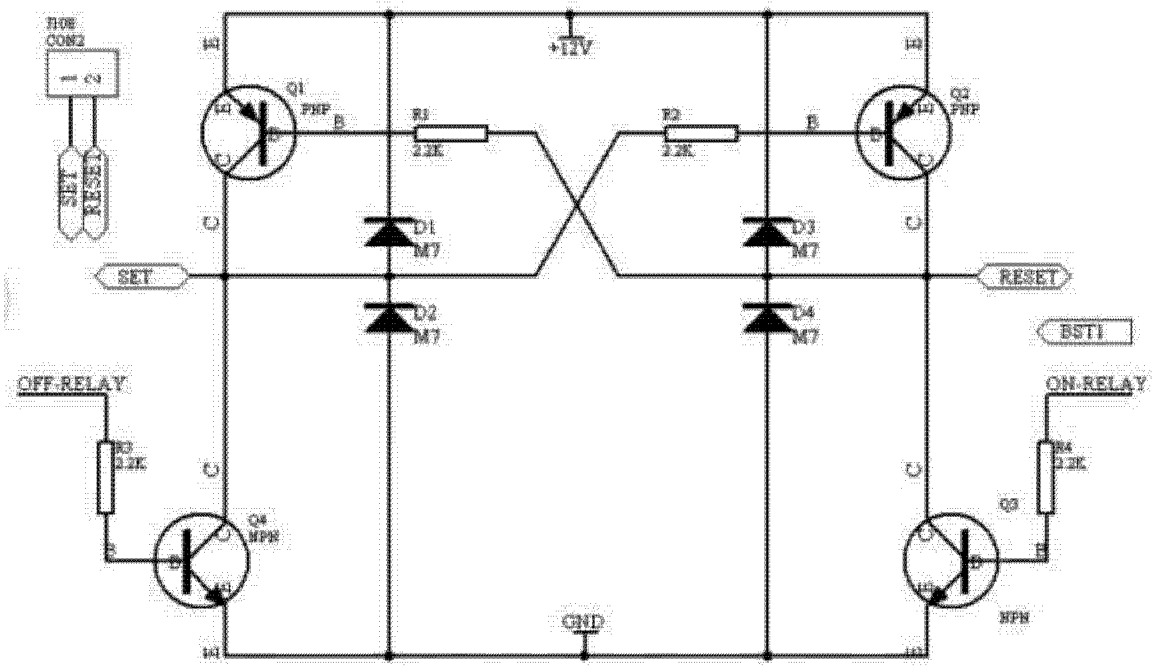 J10B
CON2
1 2
SET RESET
+12V
E E
Q1 PNP
E B C
B
R1
2.2K
R2
2.2K
B
Q2 PNP
E B C
C C
D1
M7
D3
M7
SET
RESET
D2
M7
D4
M7
BST1
OFF-RELAY
ON-RELAY
R3
2.2K
R4
2.2K
C C
Q4
NPN
Q3
NPN
B B C E
C E B B
GND
E E